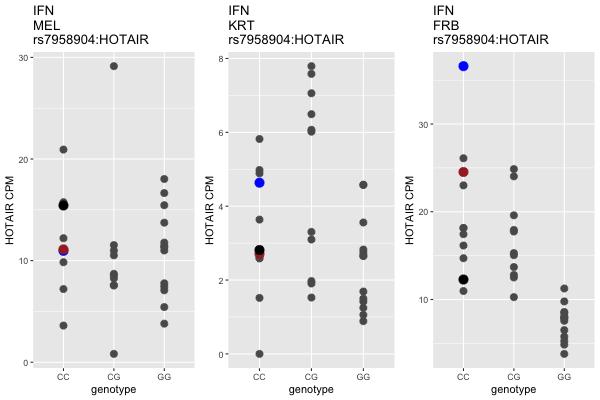 IFN
MEL
rs7958904:HOTAIR
HOTAIR CPM
30
20
10
0
CC
CG
GG
genotype
IFN
KRT
rs7958904:HOTAIR
HOTAIR CPM
8
6
4
2
0
CC
CG
GG
genotype
IFN
FRB
rs7958904:HOTAIR
HOTAIR CPM
30
20
10
CC
CG
GG
genotype